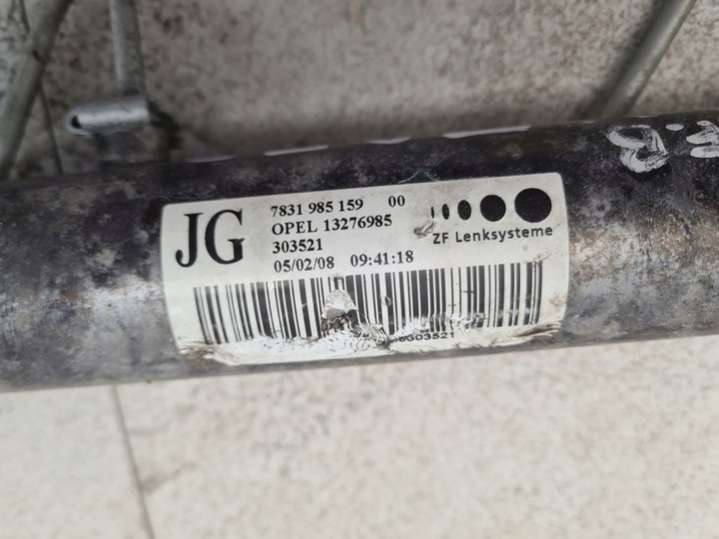 JG
7831 985 159 00
OPEL 13276985
303521
05/02/08 09:41:18
ZF Lenksysteme